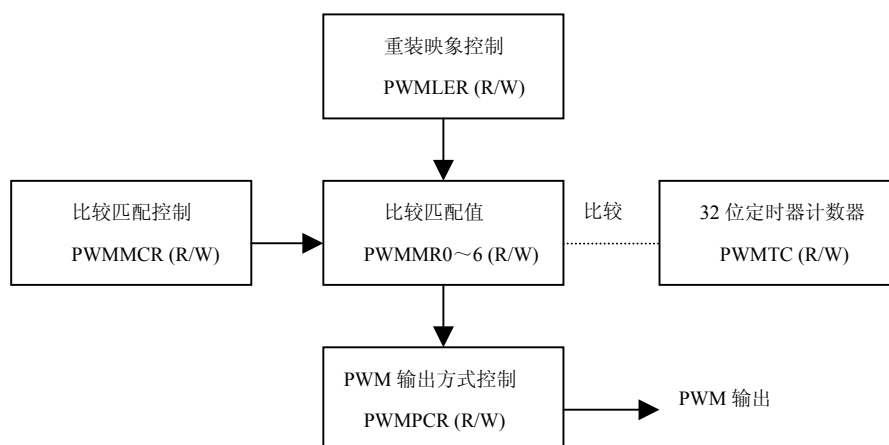 重装映象控制
PWMLER (R/W)
比较匹配控制
PWMMCR (R/W)
比较匹配值
PWMMR0～6 (R/W)
比较
32 位定时器计数器
PWMTC (R/W)
PWM 输出方式控制
PWMPCR (R/W)
PWM 输出